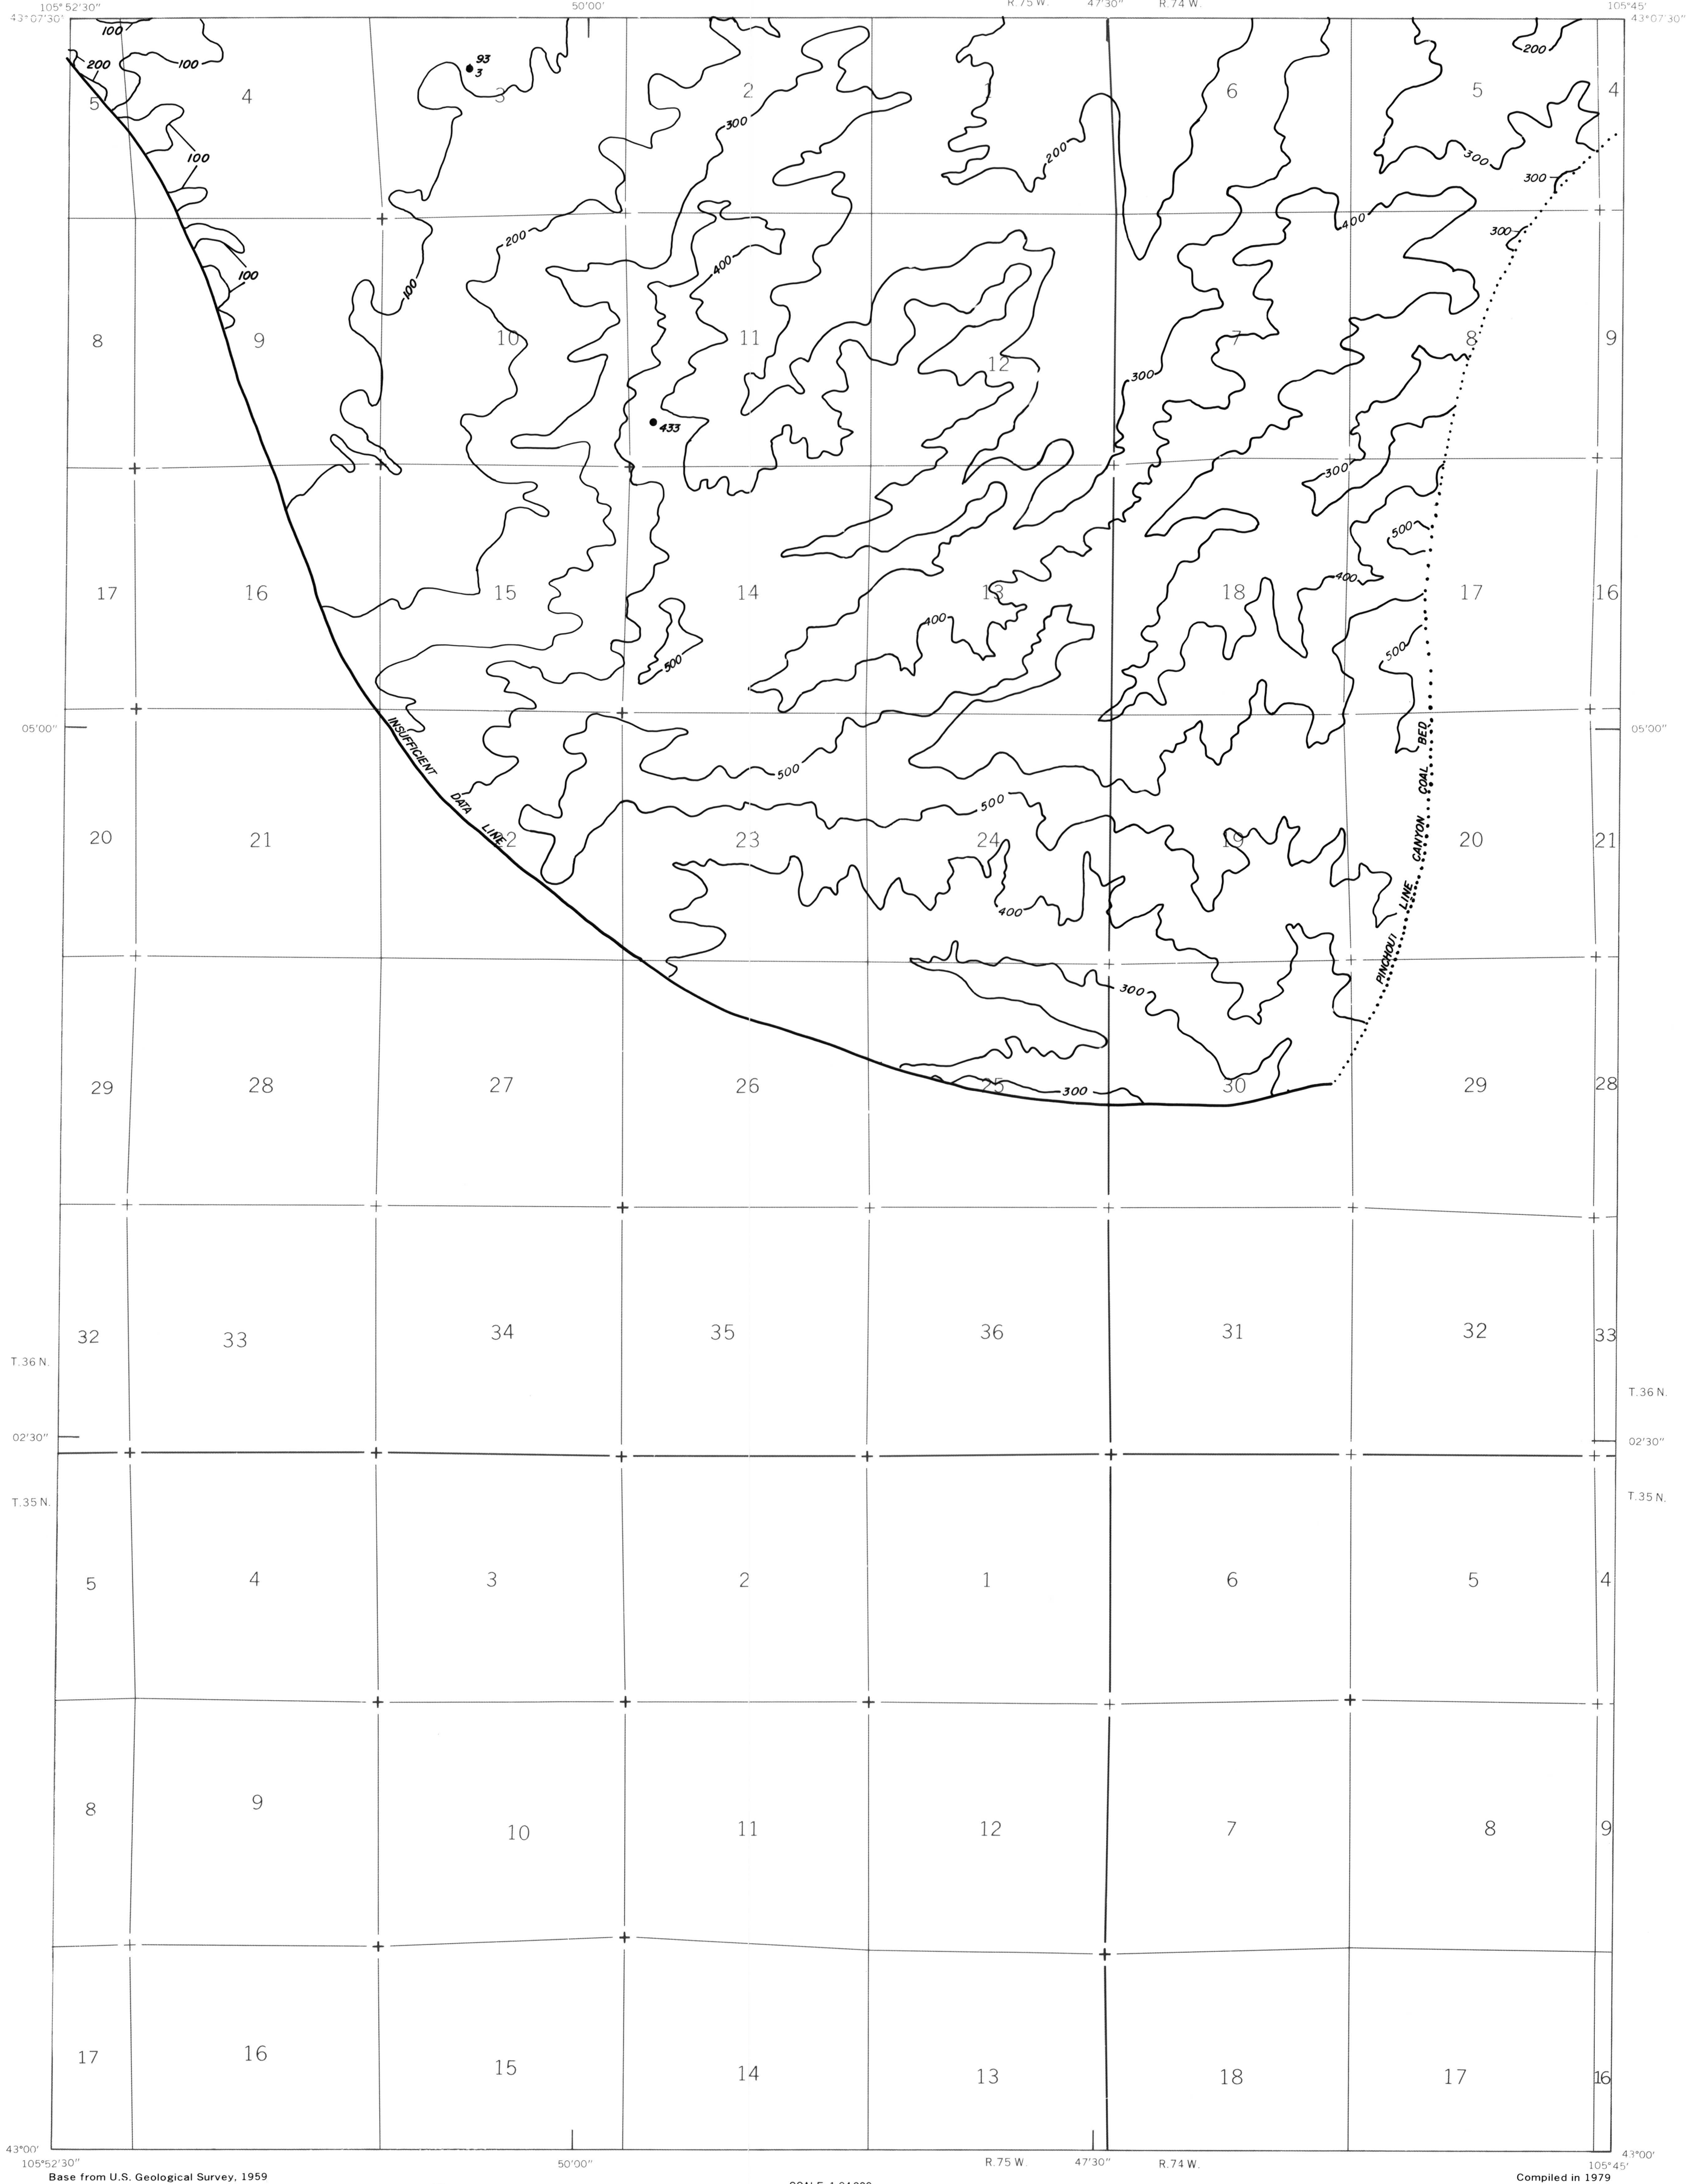 105°52'30" 50'00' R.75 W. 47'30" R.74 W. 105°45'
43°07'30" 43°07'30"
100 200 100 93 3 200
5 4 3 2 1 6 5 4
300 200 300
100 300
200 400 300
100 100 400
8 9 10 11 12 7 8 9
300
433
300
500
400
17 16 15 14 13 18 17 16
400
500 500
05'00" 05'00"
500
500
20 21 22 23 24 19 20 21
400
INSUFFICIENT DATA LINE
PINCHOUT LINE CANYON COAL BED
300
29 28 27 26 25 30 29 28
300
32 33 34 35 36 31 32 33
T.36 N. T.36 N.
02'30" 02'30"
T.35 N. T.35 N.
5 4 3 2 1 6 5 4
8 9 10 11 12 7 8 9
17 16 15 14 13 18 17 16
43°00' 43°00'
105°52'30" 50'00" R.75 W. 47'30" R.74 W. 105°45'
Base from U.S. Geological Survey, 1959 Compiled in 1979